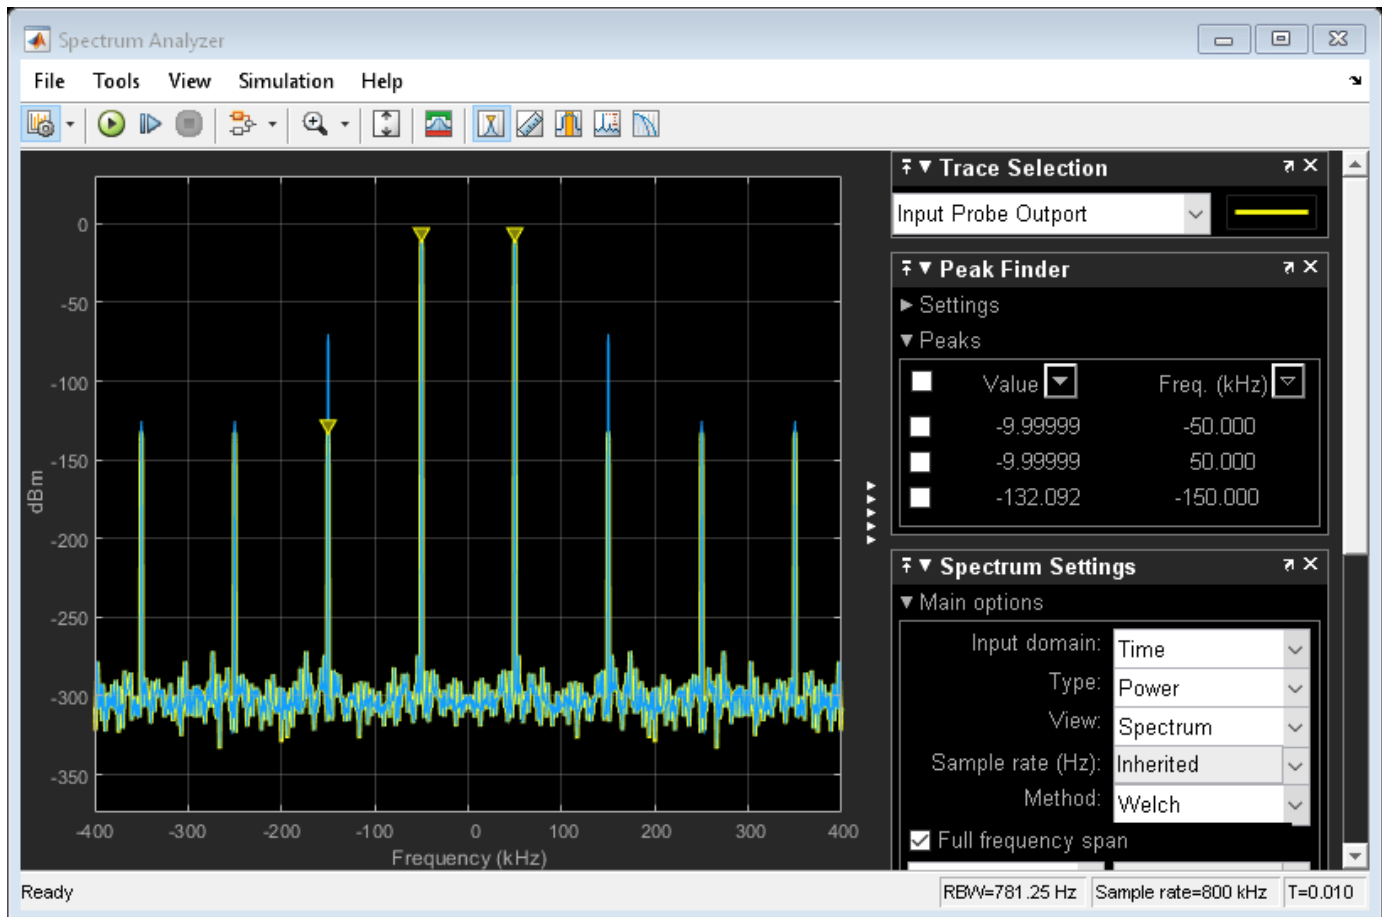 Spectrum Analyzer
File Tools View Simulation Help
Trace Selection
Input Probe Outport
Peak Finder
Settings
Peaks
Value Freq. (kHz)
-9.99999 -50.000
-9.99999 50.000
-132.092 -150.000
Spectrum Settings
Main options
Input domain: Time
Type: Power
View: Spectrum
Sample rate (Hz): Inherited
Method: Welch
Full frequency span
0
-50
-100
-150
-200
-250
-300
-350
dBm
-400 -300 -200 -100 0 100 200 300 400
Frequency (kHz)
Ready RBW=781.25 Hz Sample rate=800 kHz T=0.010